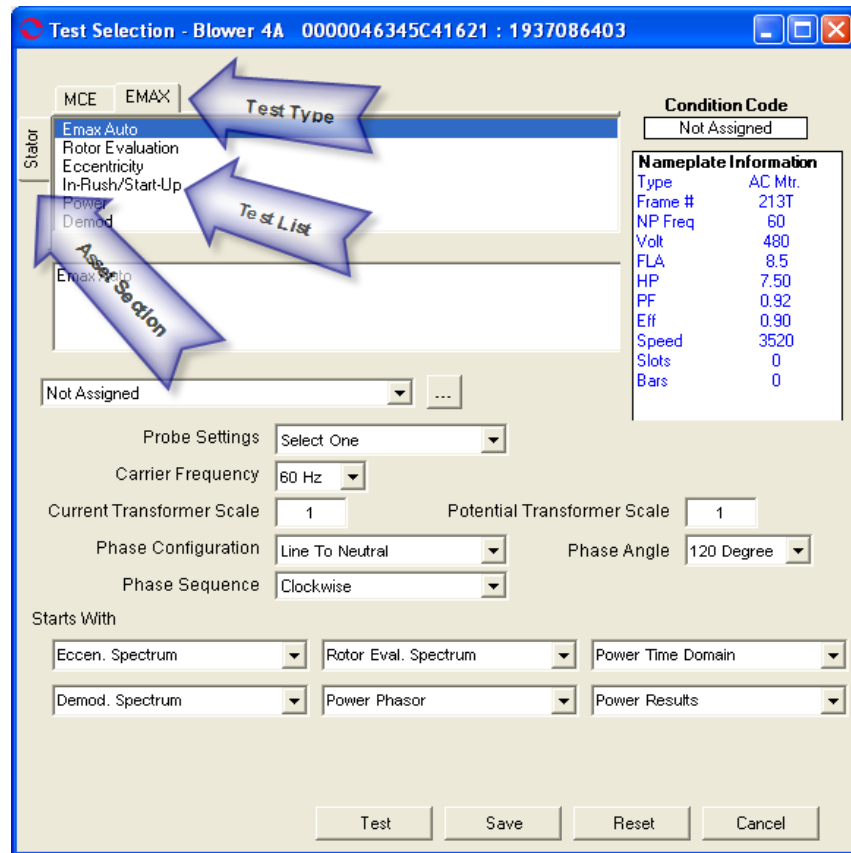 Test Selection - Blower 4A 0000046345C41621 : 1937086403
MCE EMAX
Test Type
Stator
Emax Auto
Rotor Evaluation
Eccentricity
In-Rush/Start-Up
Power
Demod
Test List
Asset Section
Emax Auto
Condition Code
Not Assigned
Nameplate Information
Type AC Mtr.
Frame # 213T
NP Freq 60
Volt 480
FLA 8.5
HP 7.50
PF 0.92
Eff 0.90
Speed 3520
Slots 0
Bars 0
Not Assigned ...
Probe Settings Select One
Carrier Frequency 60 Hz
Current Transformer Scale 1 Potential Transformer Scale 1
Phase Configuration Line To Neutral Phase Angle 120 Degree
Phase Sequence Clockwise
Starts With
Eccen. Spectrum Rotor Eval. Spectrum Power Time Domain
Demod. Spectrum Power Phasor Power Results
Test Save Reset Cancel